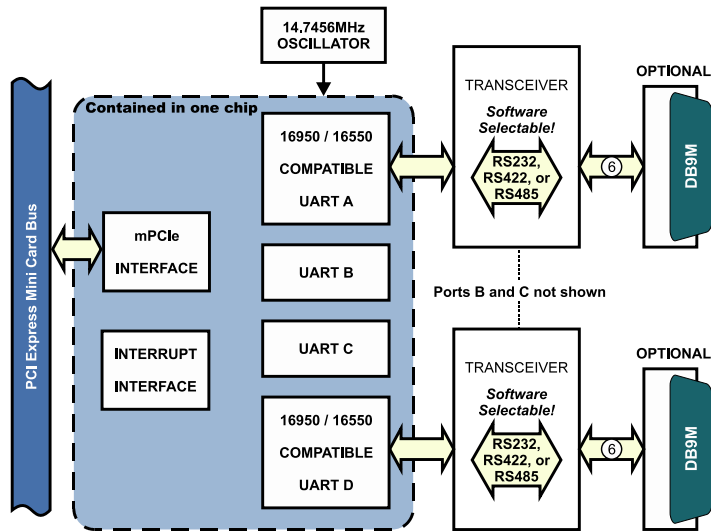 14.7456MHz
OSCILLATOR
PCI Express Mini Card Bus
Contained in one chip
16950 / 16550
COMPATIBLE
UART A
mPCIe
INTERFACE
UART B
INTERRUPT
INTERFACE
UART C
16950 / 16550
COMPATIBLE
UART D
TRANSCEIVER
Software
Selectable!
RS232,
RS422, or
RS485
6
OPTIONAL
DB9M
Ports B and C not shown
TRANSCEIVER
Software
Selectable!
RS232,
RS422, or
RS485
6
OPTIONAL
DB9M